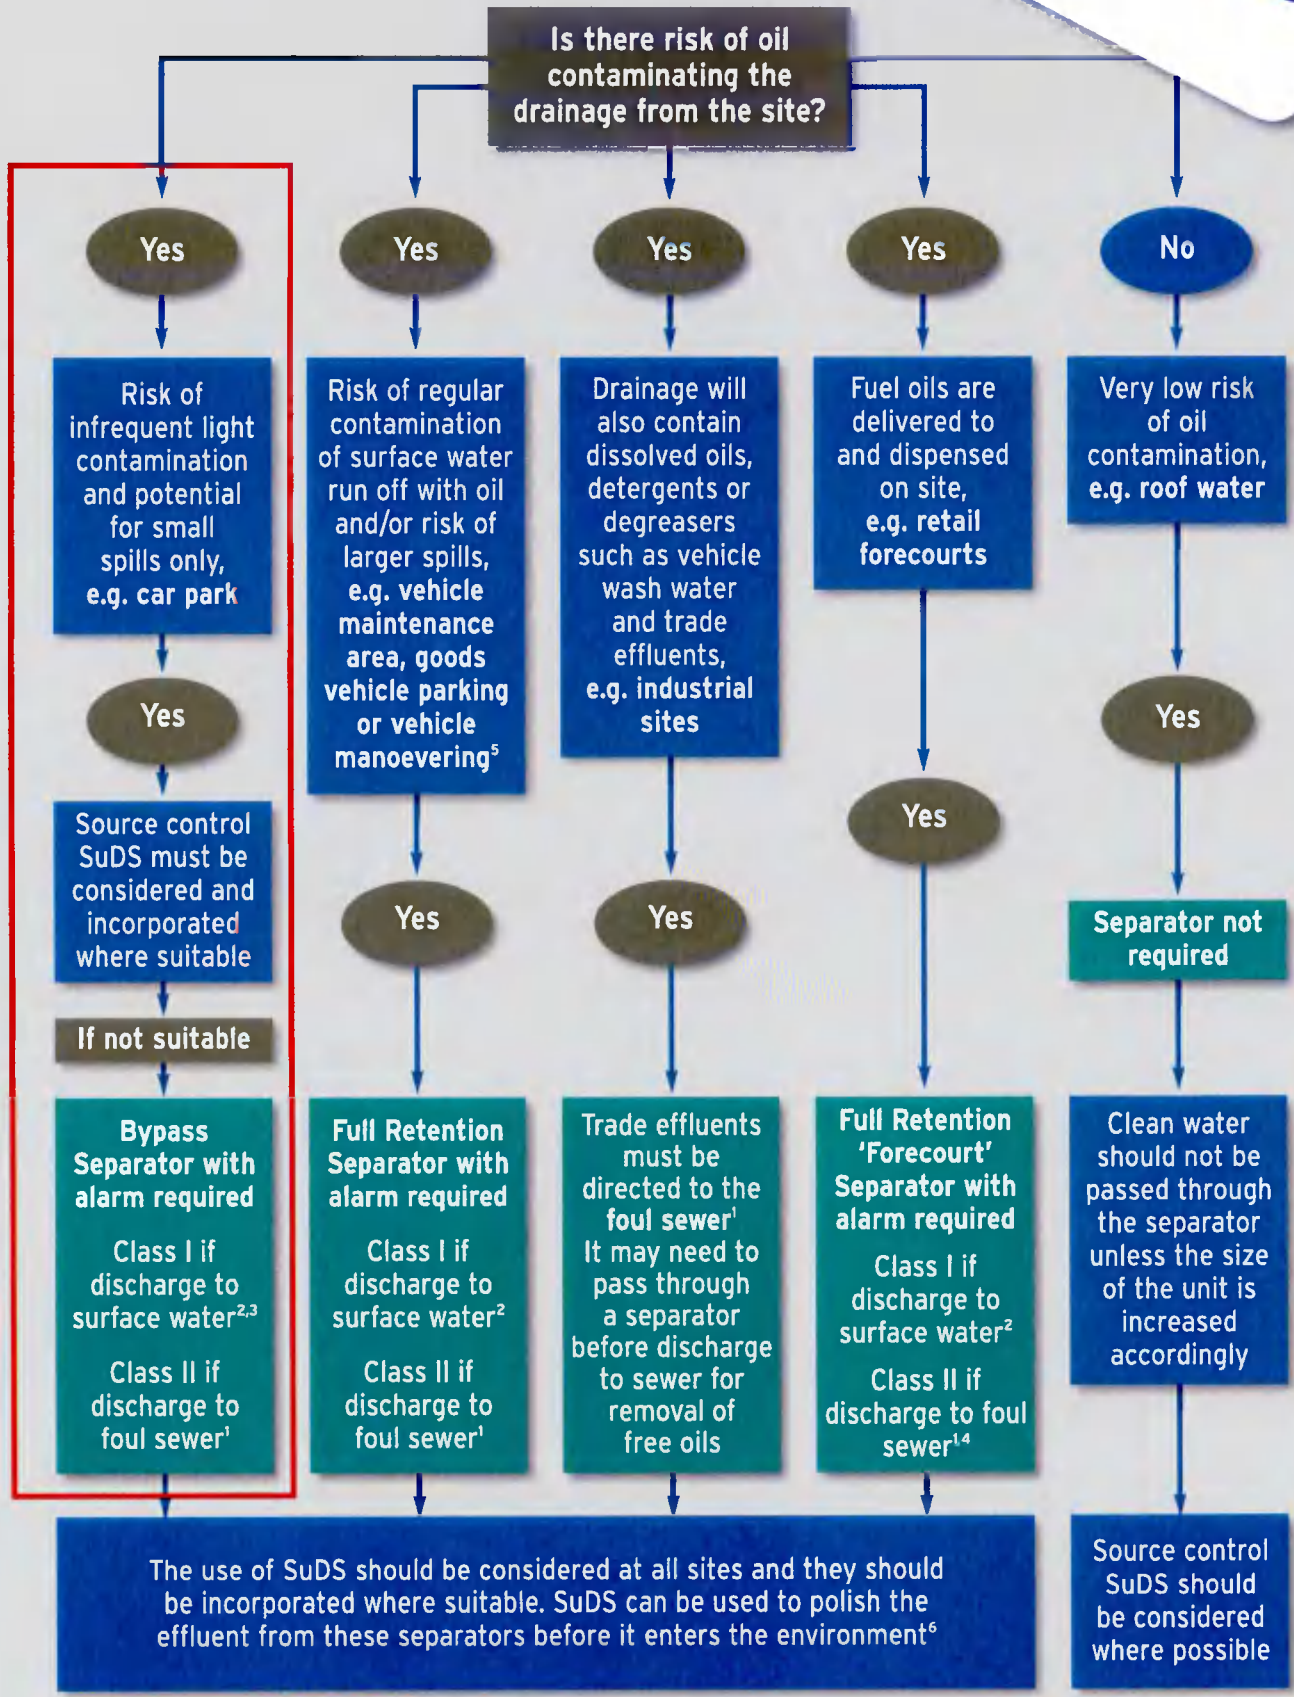 Is there risk of oil
contaminating the
drainage from the site?
Yes
Yes
Yes
Yes
No
Risk of
infrequent light
contamination
and potential
for small
spills only,
e.g. car park
Yes
Source control
SuDS must be
considered and
incorporated
where suitable
If not suitable
Bypass
Separator with
alarm required
Class I if
discharge to
surface water²,³
Class II if
discharge to
foul sewer¹
Risk of regular
contamination
of surface water
run off with oil
and/or risk of
larger spills,
e.g. vehicle
maintenance
area, goods
vehicle parking
or vehicle
manoevering⁵
Yes
Full Retention
Separator with
alarm required
Class I if
discharge to
surface water²
Class II if
discharge to
foul sewer¹
Drainage will
also contain
dissolved oils,
detergents or
degreasers
such as vehicle
wash water
and trade
effluents,
e.g. industrial
sites
Yes
Trade effluents
must be
directed to the
foul sewer¹
It may need to
pass through
a separator
before discharge
to sewer for
removal of
free oils
Fuel oils are
delivered to
and dispensed
on site,
e.g. retail
forecourts
Yes
Full Retention
'Forecourt'
Separator with
alarm required
Class I if
discharge to
surface water²
Class II if
discharge to foul
sewer¹⁴
Very low risk
of oil
contamination,
e.g. roof water
Yes
Separator not
required
Clean water
should not be
passed through
the separator
unless the size
of the unit is
increased
accordingly
Source control
SuDS should
be considered
where possible
The use of SuDS should be considered at all sites and they should
be incorporated where suitable. SuDS can be used to polish the
effluent from these separators before it enters the environment⁶